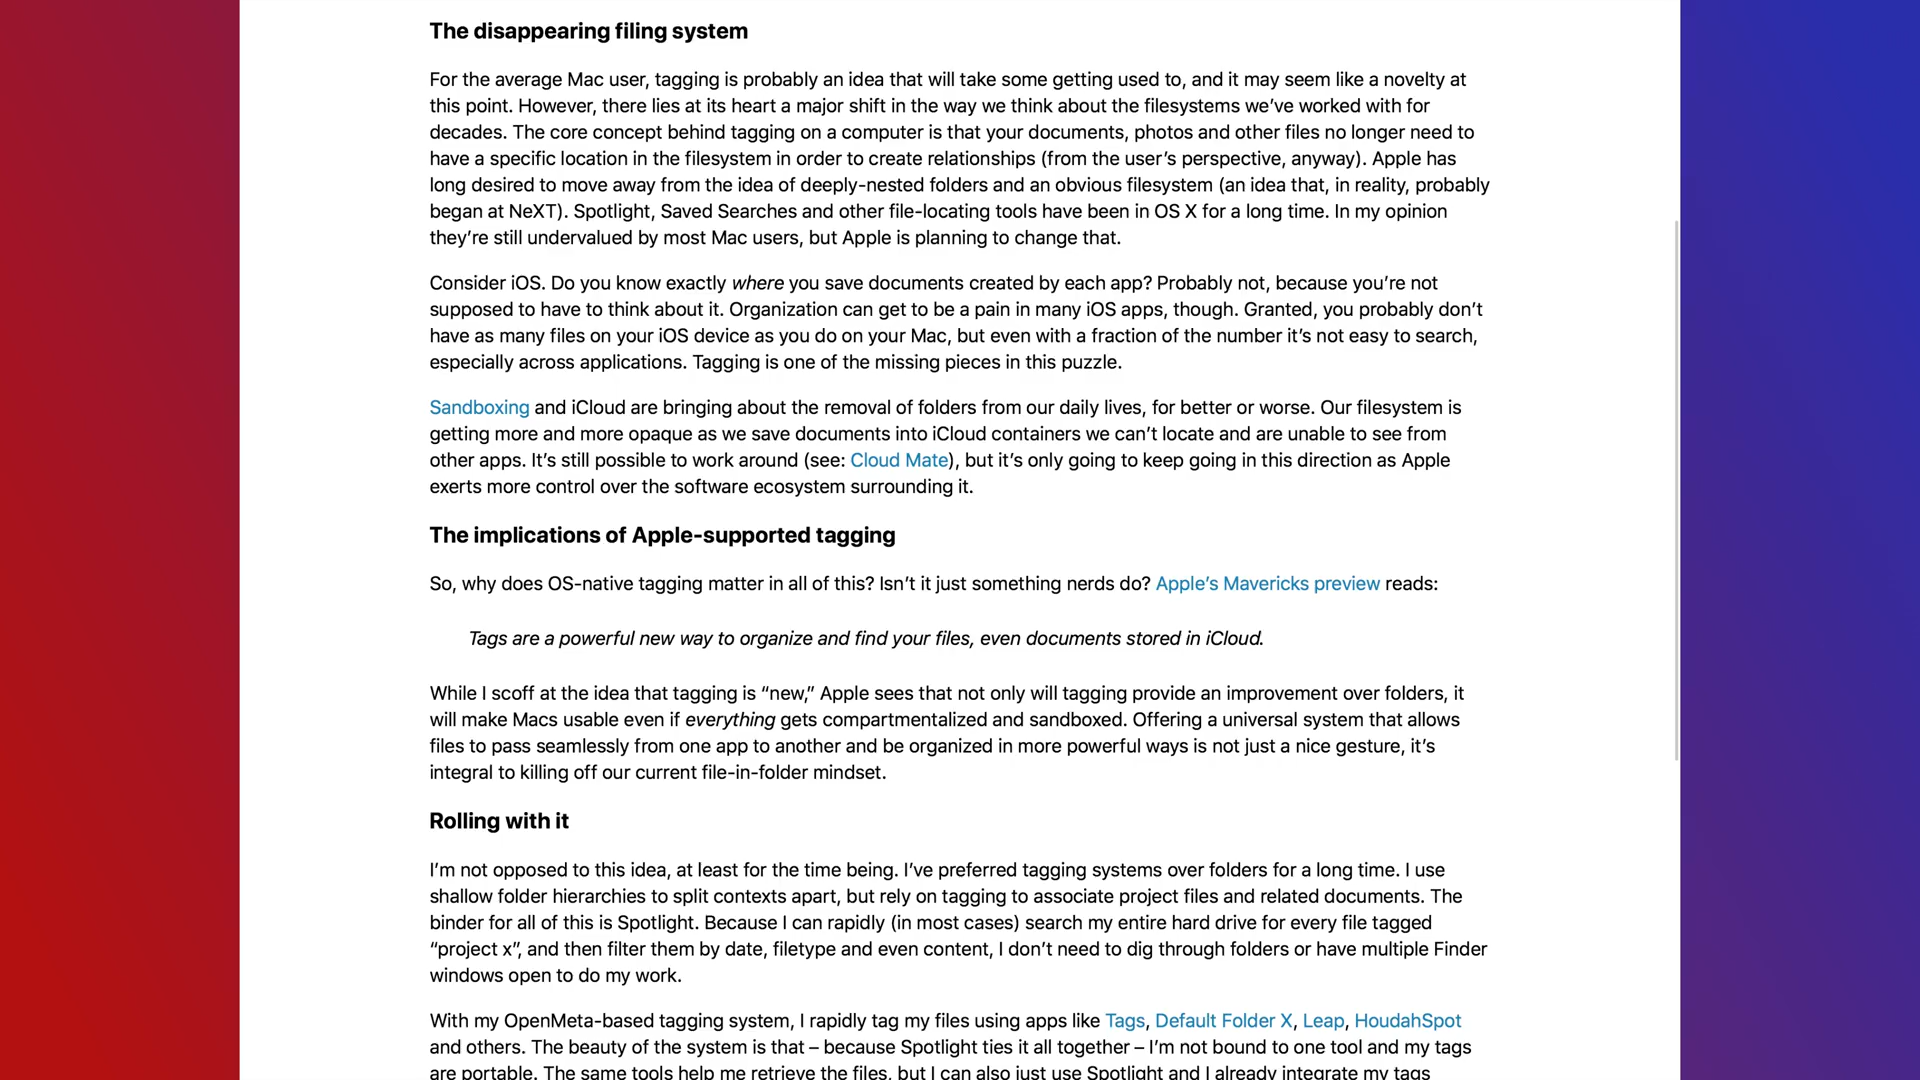 The disappearing filing system
For the average Mac user, tagging is probably an idea that will take some getting used to, and it may seem like a novelty at
this point. However, there lies at its heart a major shift in the way we think about the filesystems we’ve worked with for
decades. The core concept behind tagging on a computer is that your documents, photos and other files no longer need to
have a specific location in the filesystem in order to create relationships (from the user’s perspective, anyway). Apple has
long desired to move away from the idea of deeply-nested folders and an obvious filesystem (an idea that, in reality, probably
began at NeXT). Spotlight, Saved Searches and other file-locating tools have been in OS X for a long time. In my opinion
they’re still undervalued by most Mac users, but Apple is planning to change that.
Consider iOS. Do you know exactly where you save documents created by each app? Probably not, because you’re not
supposed to have to think about it. Organization can get to be a pain in many iOS apps, though. Granted, you probably don’t
have as many files on your iOS device as you do on your Mac, but even with a fraction of the number it’s not easy to search,
especially across applications. Tagging is one of the missing pieces in this puzzle.
Sandboxing and iCloud are bringing about the removal of folders from our daily lives, for better or worse. Our filesystem is
getting more and more opaque as we save documents into iCloud containers we can’t locate and are unable to see from
other apps. It’s still possible to work around (see: Cloud Mate), but it’s only going to keep going in this direction as Apple
exerts more control over the software ecosystem surrounding it.
The implications of Apple-supported tagging
So, why does OS-native tagging matter in all of this? Isn’t it just something nerds do? Apple’s Mavericks preview reads:
Tags are a powerful new way to organize and find your files, even documents stored in iCloud.
While I scoff at the idea that tagging is “new,” Apple sees that not only will tagging provide an improvement over folders, it
will make Macs usable even if everything gets compartmentalized and sandboxed. Offering a universal system that allows
files to pass seamlessly from one app to another and be organized in more powerful ways is not just a nice gesture, it’s
integral to killing off our current file-in-folder mindset.
Rolling with it
I’m not opposed to this idea, at least for the time being. I’ve preferred tagging systems over folders for a long time. I use
shallow folder hierarchies to split contexts apart, but rely on tagging to associate project files and related documents. The
binder for all of this is Spotlight. Because I can rapidly (in most cases) search my entire hard drive for every file tagged
“project x”, and then filter them by date, filetype and even content, I don’t need to dig through folders or have multiple Finder
windows open to do my work.
With my OpenMeta-based tagging system, I rapidly tag my files using apps like Tags, Default Folder X, Leap, HoudahSpot
and others. The beauty of the system is that – because Spotlight ties it all together – I’m not bound to one tool and my tags
are portable. The same tools help me retrieve the files, but I can also just use Spotlight and I already integrate my tags